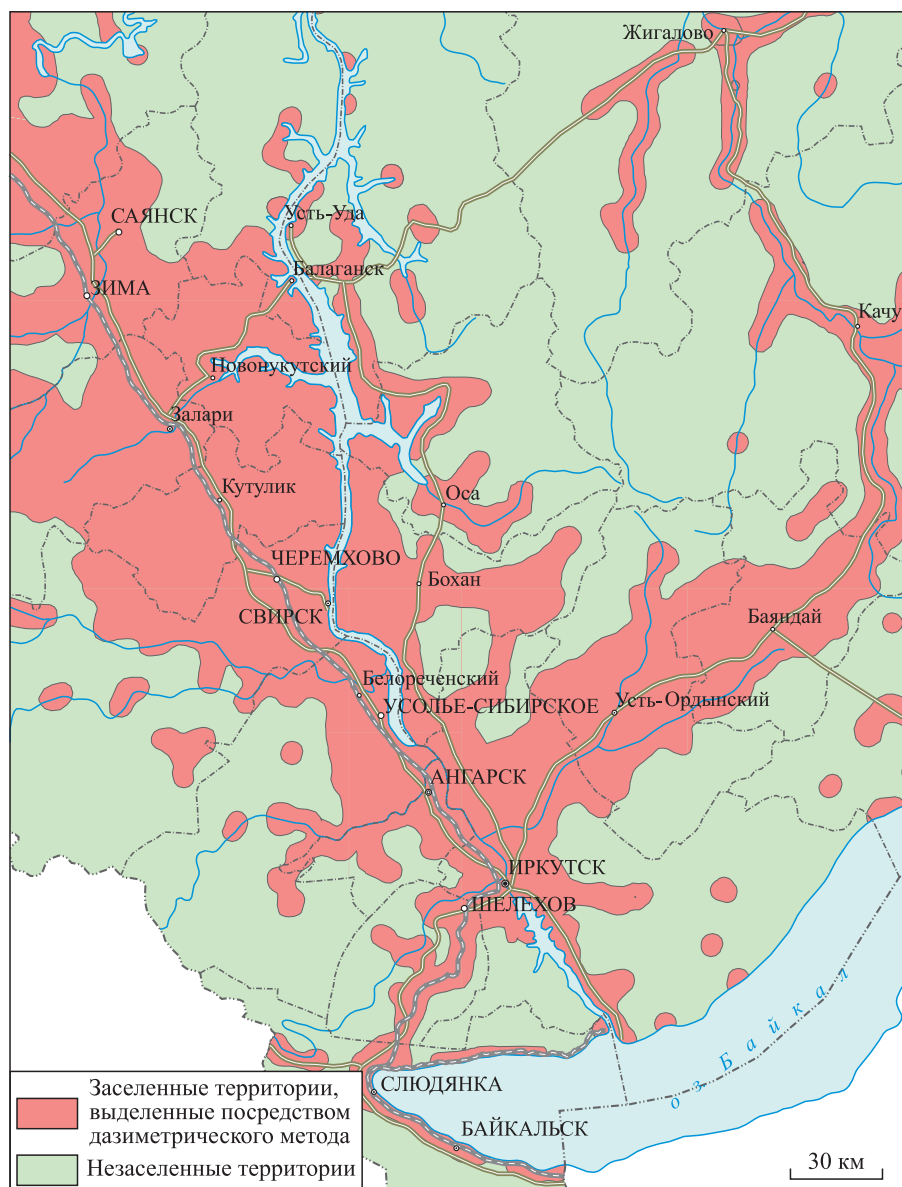 Жигалово
САЯНСК
Усть-Уда
Балаганск
ЗИМА
Качу
Новонукутский
Залари
Кутулик
Оса
ЧЕРЕМХОВО
Бохан
СВИРСК
Баяндай
Белореченский
УСОЛЬЕ-СИБИРСКОЕ
Усть-Ордынский
АНГАРСК
ИРКУТСК
ШЕЛЕХОВ
оз Байкал
СЛЮДЯНКА
БАЙКАЛЬСК
Заселенные территории,
выделенные посредством
дазиметрического метода
Незаселенные территории
30 км